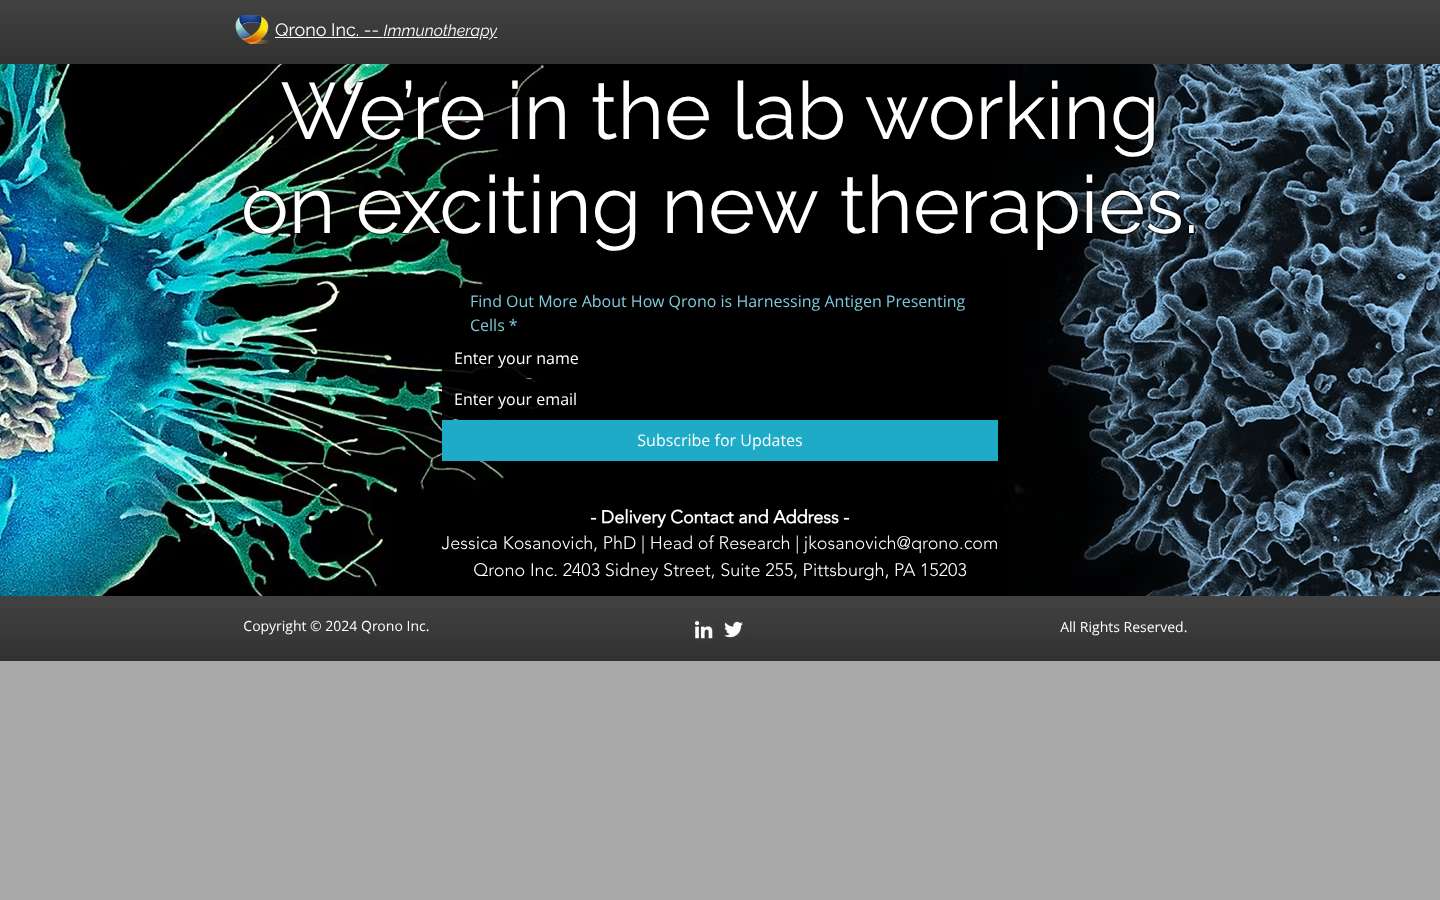 Qrono Inc. -- Immunotherapy
We're in the lab working
on exciting new therapies.
Find Out More About How Qrono is Harnessing Antigen Presenting
Cells *
Enter your name
Enter your email
Subscribe for Updates
- Delivery Contact and Address -
Jessica Kosanovich, PhD | Head of Research | jkosanovich@qrono.com
Qrono Inc. 2403 Sidney Street, Suite 255, Pittsburgh, PA 15203
Copyright © 2024 Qrono Inc.
All Rights Reserved.